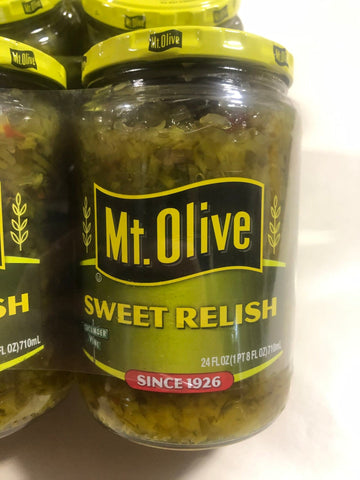 Mt. Olive
Mt. Olive
Mt. Olive
SWEET RELISH
CUCUMBER
24 FL OZ (1 PT 8 FL OZ) 710mL
SINCE 1926
SH
FL OZ) 710mL